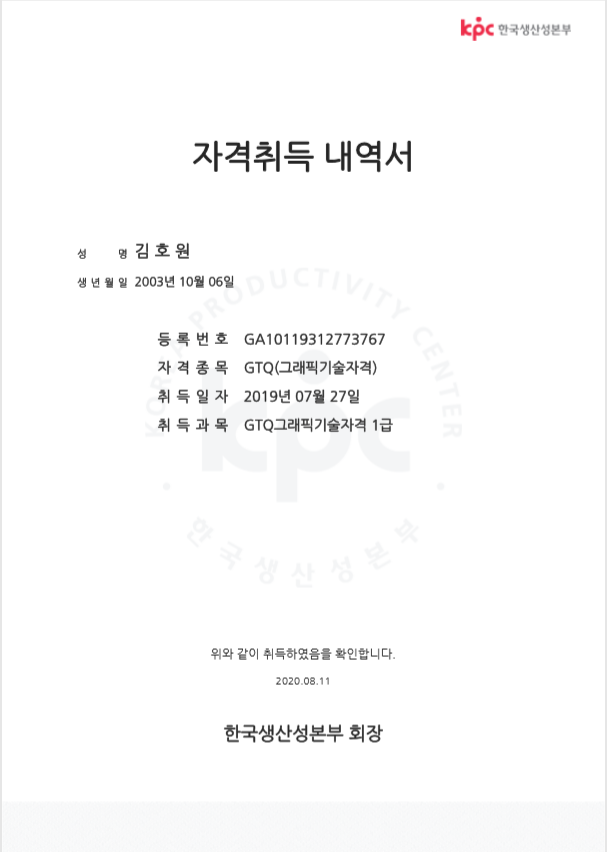 kpc 한국생산성본부
자격취득 내역서
성 명 김 호 원
생 년 월 일 2003년 10월 06일
등 록 번 호 GA10119312773767
자 격 종 목 GTQ(그래픽기술자격)
취 득 일 자 2019년 07월 27일
취 득 과 목 GTQ그래픽기술자격 1급
KOREA PRODUCTIVITY CENTER
kpc
한국생산성본부
위와 같이 취득하였음을 확인합니다.
2020.08.11
한국생산성본부 회장